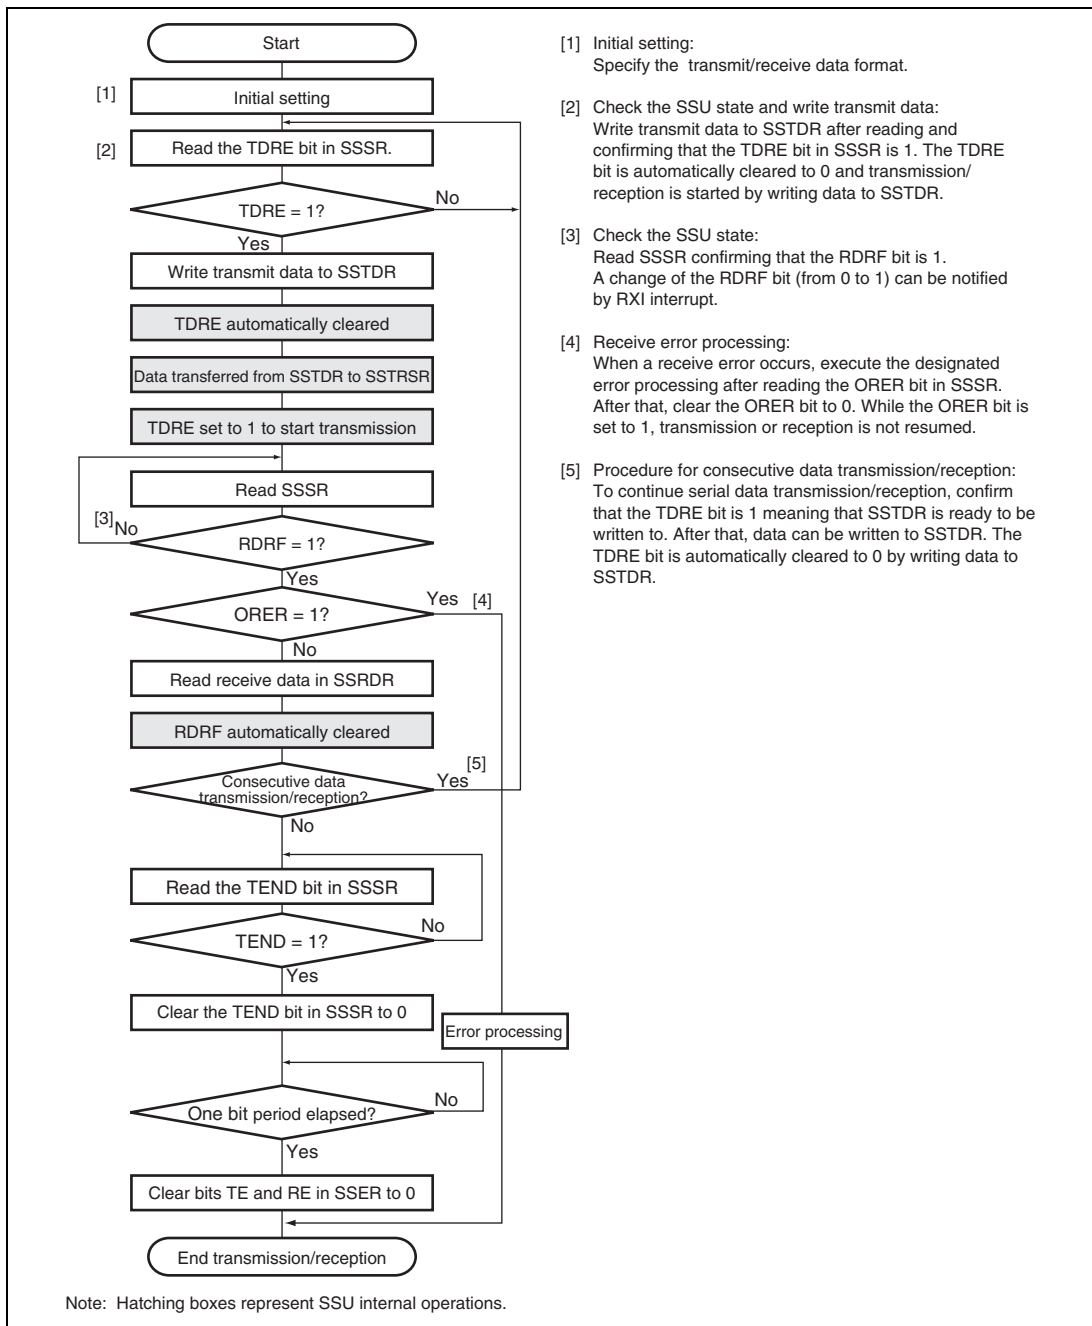 Start
[1] Initial setting
[2] Read the TDRE bit in SSSR.
TDRE = 1?
No
Yes
Write transmit data to SSTDR
TDRE automatically cleared
Data transferred from SSTDR to SSTRSR
TDRE set to 1 to start transmission
Read SSSR
[3] No
RDRF = 1?
Yes
ORER = 1?
Yes [4]
No
Read receive data in SSRDR
RDRF automatically cleared
Consecutive data
transmission/reception?
Yes [5]
No
Read the TEND bit in SSSR
TEND = 1?
No
Yes
Clear the TEND bit in SSSR to 0
Error processing
One bit period elapsed?
No
Yes
Clear bits TE and RE in SSER to 0
End transmission/reception
[1] Initial setting:
Specify the transmit/receive data format.
[2] Check the SSU state and write transmit data:
Write transmit data to SSTDR after reading and
confirming that the TDRE bit in SSSR is 1. The TDRE
bit is automatically cleared to 0 and transmission/
reception is started by writing data to SSTDR.
[3] Check the SSU state:
Read SSSR confirming that the RDRF bit is 1.
A change of the RDRF bit (from 0 to 1) can be notified
by RXI interrupt.
[4] Receive error processing:
When a receive error occurs, execute the designated
error processing after reading the ORER bit in SSSR.
After that, clear the ORER bit to 0. While the ORER bit is
set to 1, transmission or reception is not resumed.
[5] Procedure for consecutive data transmission/reception:
To continue serial data transmission/reception, confirm
that the TDRE bit is 1 meaning that SSTDR is ready to be
written to. After that, data can be written to SSTDR. The
TDRE bit is automatically cleared to 0 by writing data to
SSTDR.
Note: Hatching boxes represent SSU internal operations.